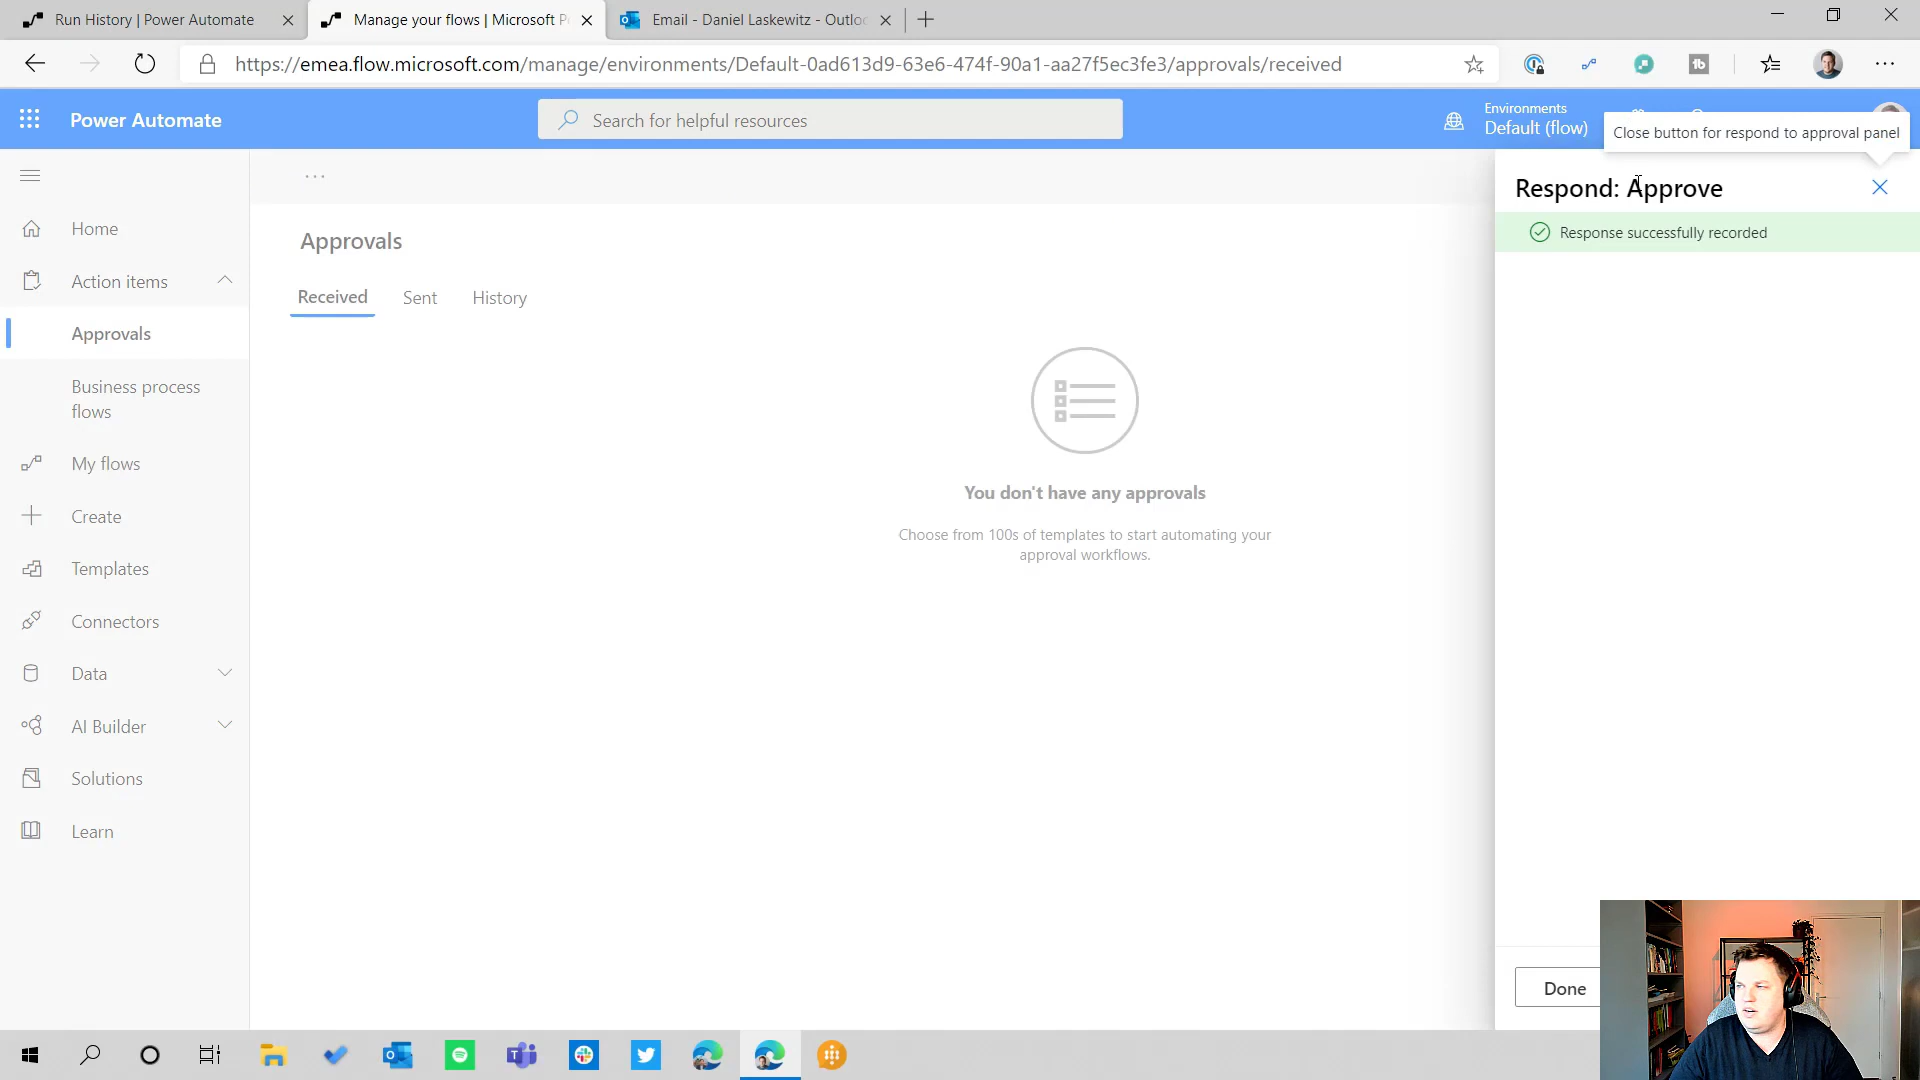 Run History | Power Automate
Manage your flows | Microsoft P
Email - Daniel Laskewitz - Outlo
https://emea.flow.microsoft.com/manage/environments/Default-0ad613d9-63e6-474f-90a1-aa27f5ec3fe3/approvals/received
Power Automate
Search for helpful resources
Environments
Default (flow)
Close button for respond to approval panel
Respond: Approve
Response successfully recorded
Home
Action items
Approvals
Business process
flows
My flows
Create
Templates
Connectors
Data
AI Builder
Solutions
Learn
Approvals
Received
Sent
History
You don't have any approvals
Choose from 100s of templates to start automating your
approval workflows.
Done